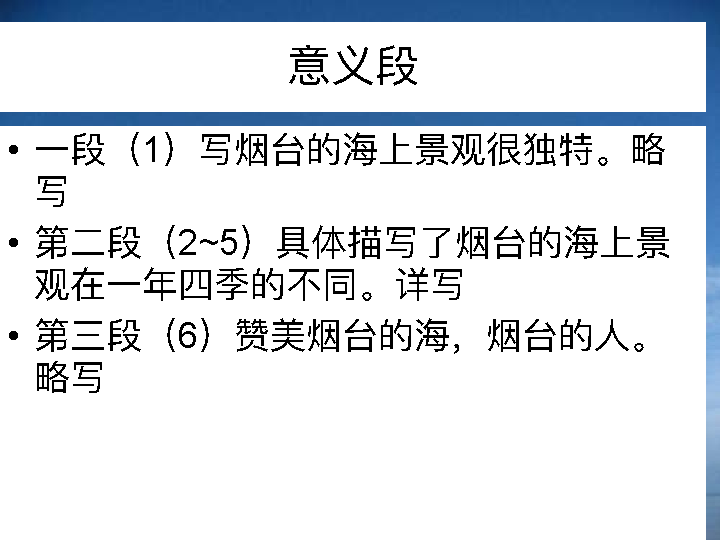 意义段
• 一段（1）写烟台的海上景观很独特。略
写
• 第二段（2~5）具体描写了烟台的海上景
观在一年四季的不同。详写
• 第三段（6）赞美烟台的海，烟台的人。
略写